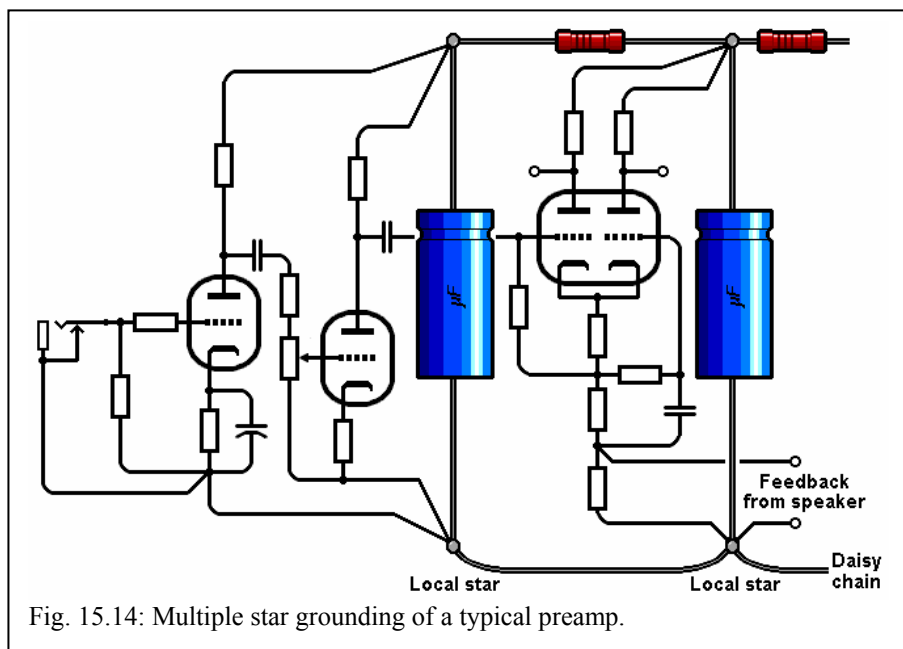 µF
µF
Feedback
from speaker
Local star
Local star
Daisy
chain
Fig. 15.14: Multiple star grounding of a typical preamp.